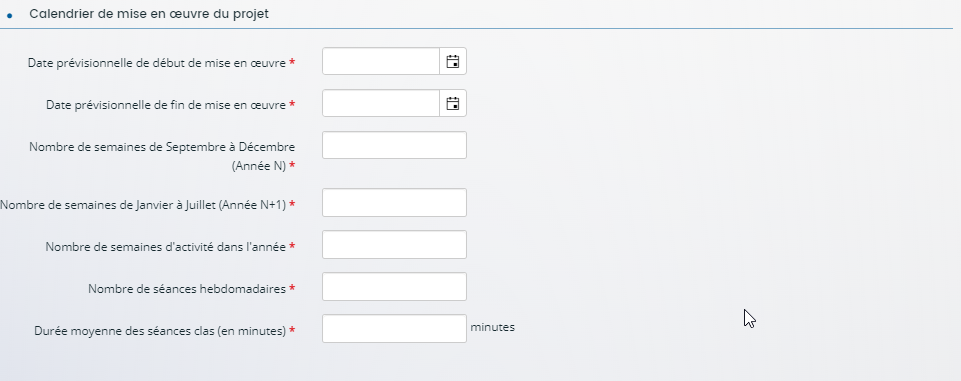 Calendrier de mise en œuvre du projet
Date prévisionnelle de début de mise en œuvre *
Date prévisionnelle de fin de mise en œuvre *
Nombre de semaines de Septembre à Décembre
(Année N) *
Nombre de semaines de Janvier à Juillet (Année N+1) *
Nombre de semaines d'activité dans l'année *
Nombre de séances hebdomadaires *
Durée moyenne des séances clas (en minutes) * minutes